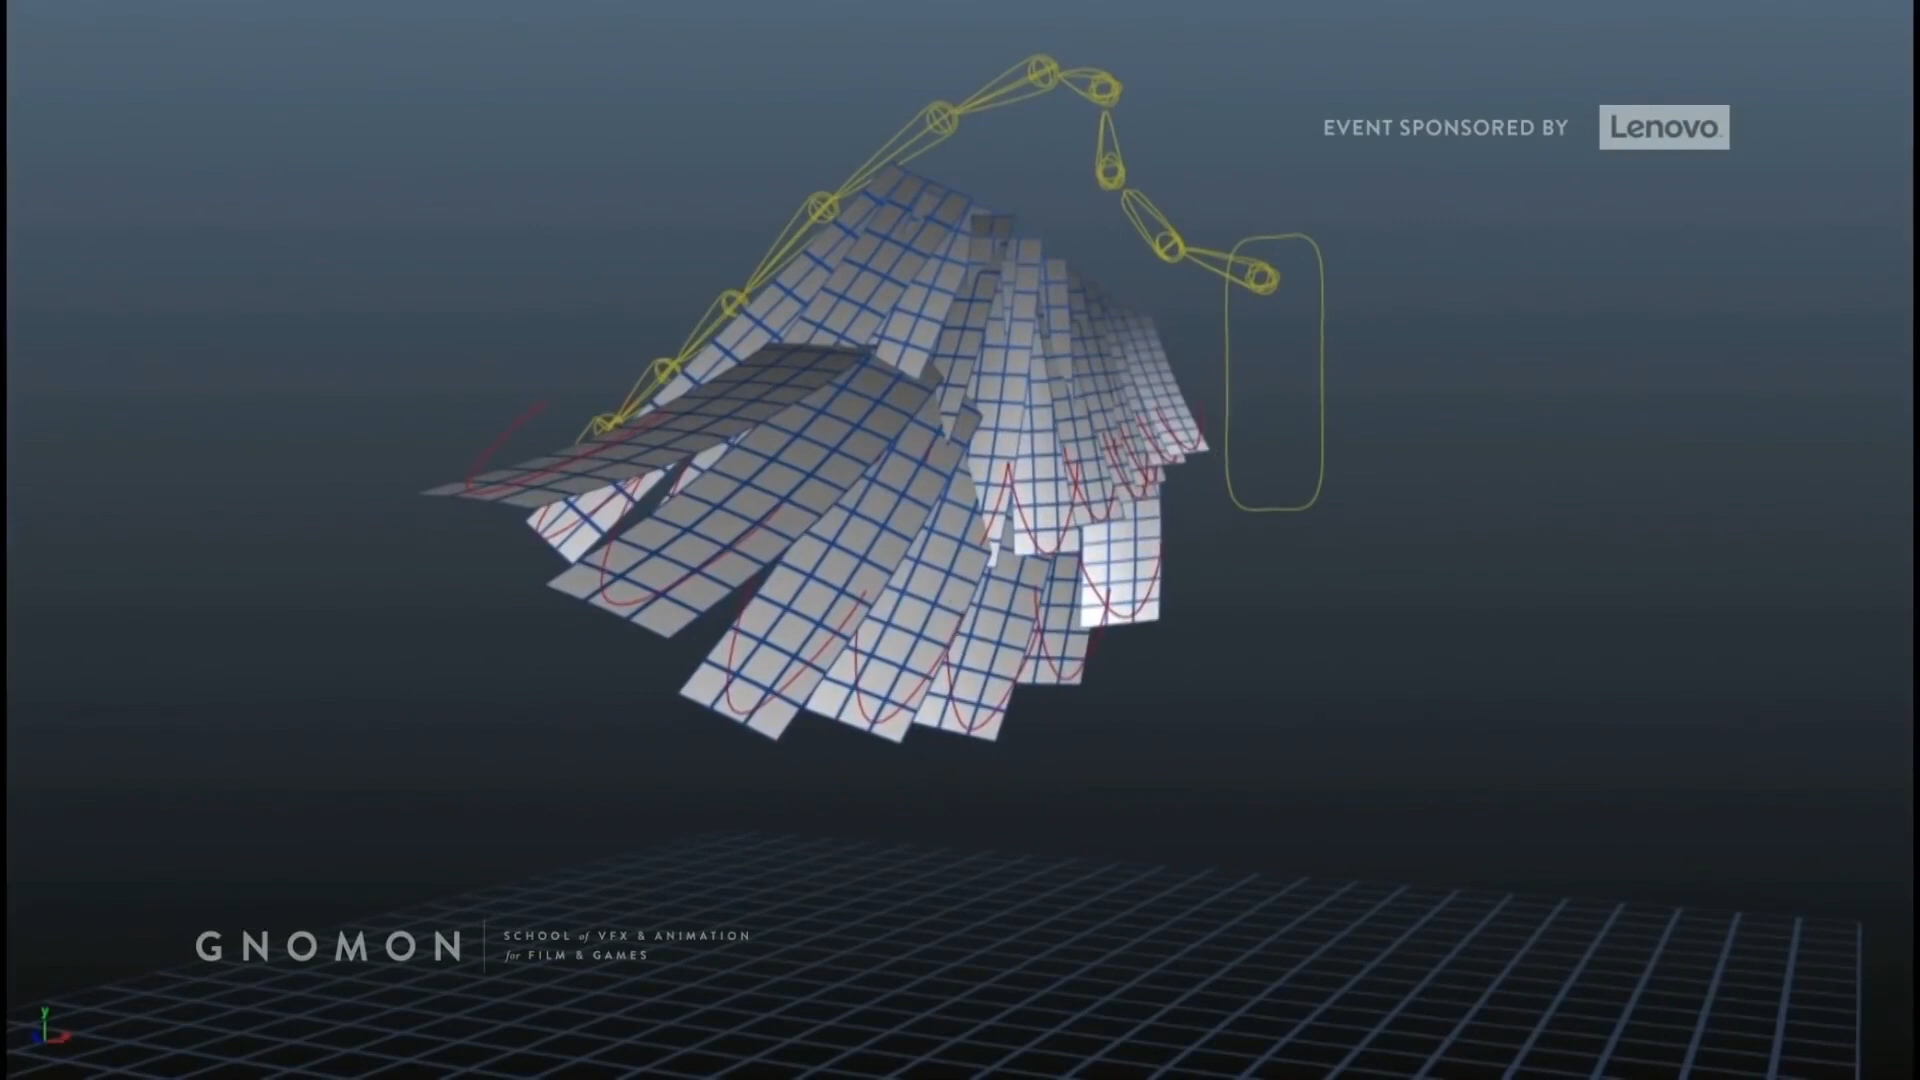 EVENT SPONSORED BY Lenovo
GNOMON
SCHOOL of VFX & ANIMATION
for FILM & GAMES
y